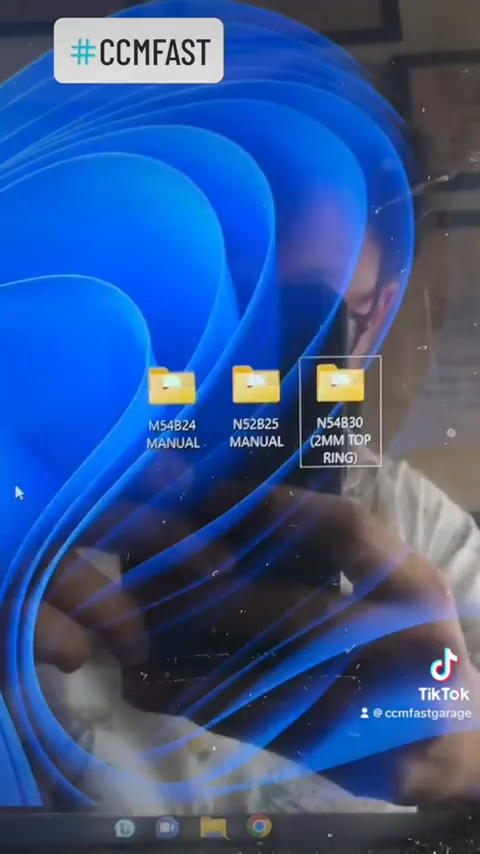 #CCMFAST
M54B24
MANUAL
N52B25
MANUAL
N54B30
(2MM TOP
RING)
TikTok
@ccmfastgarage